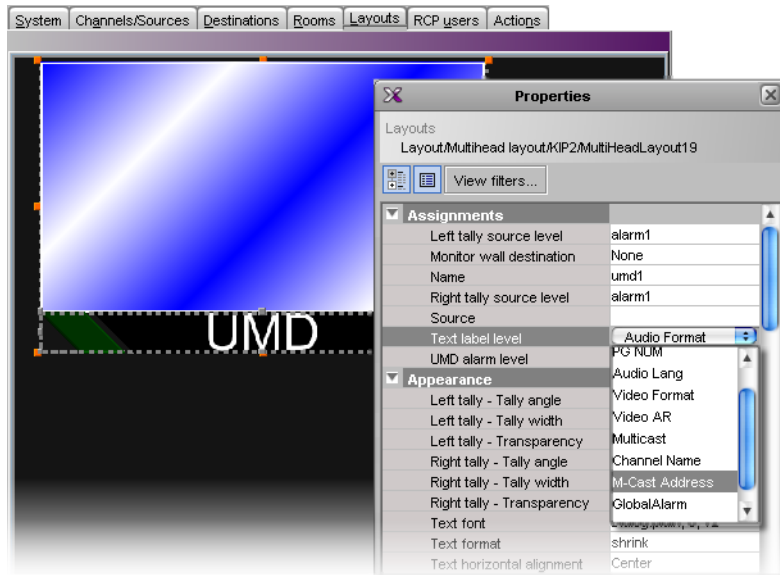 System Channels/Sources Destinations Rooms Layouts RCP users Actions
Properties
Layouts
Layout/Multihead layout/KIP2/MultiHeadLayout19
View filters...
Assignments
Left tally source level alarm1
Monitor wall destination None
Name umd1
Right tally source level alarm1
Source
Text label level Audio Format
UMD alarm level
PG NUM
Audio Lang
Video Format
Video AR
Multicast
Channel Name
M-Cast Address
GlobalAlarm
Appearance
Left tally - Tally angle
Left tally - Tally width
Left tally - Transparency
Right tally - Tally angle
Right tally - Tally width
Right tally - Transparency
Text font
Text format shrink
Text horizontal alignment Center
UMD